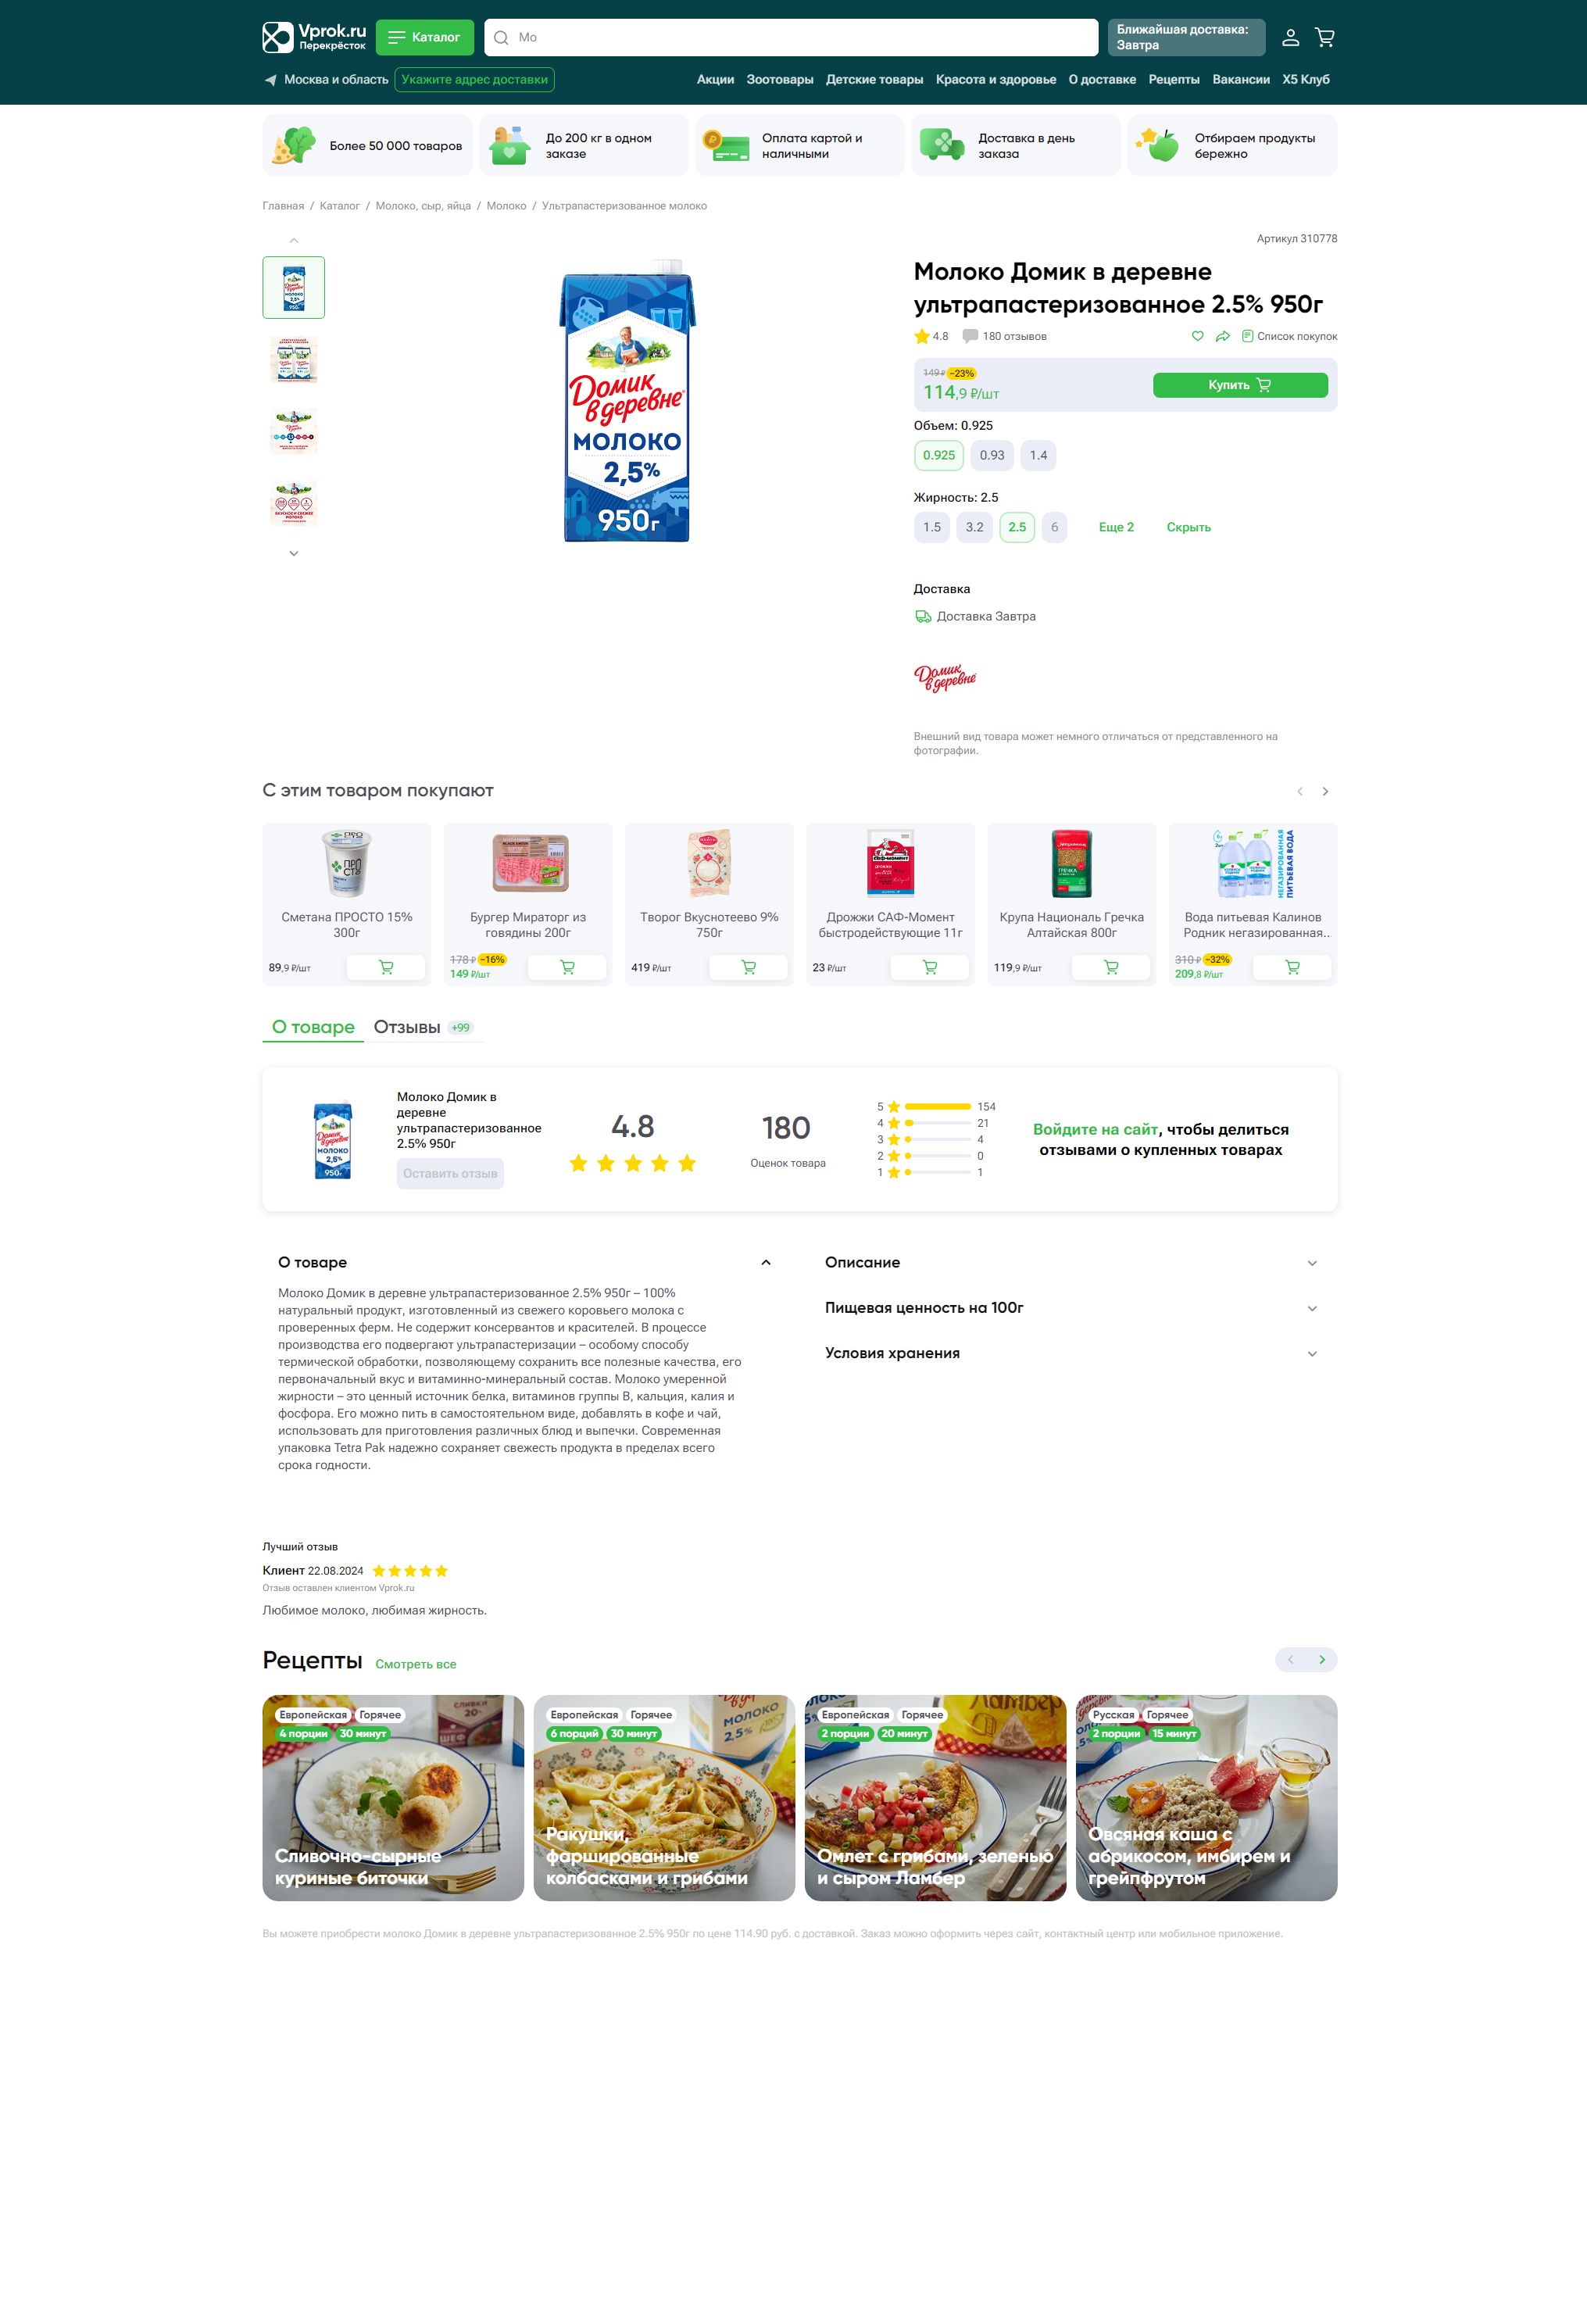 Vprok.ru
Перекрёсток
Каталог
Мо
Ближайшая доставка:
Завтра
Москва и область
Укажите адрес доставки
Акции
Зоотовары
Детские товары
Красота и здоровье
О доставке
Рецепты
Вакансии
X5 Клуб
Более 50 000 товаров
До 200 кг в одном
заказе
Оплата картой и
наличными
Доставка в день
заказа
Отбираем продукты
бережно
Главная / Каталог / Молоко, сыр, яйца / Молоко / Ультрапастеризованное молоко
Артикул 310778
Домик
в деревне
МОЛОКО
2,5%
950г
Молоко Домик в деревне
ультрапастеризованное 2.5% 950г
4.8
180 отзывов
Список покупок
149 ₽ −23%
114,9 ₽/шт
Купить
Объем: 0.925
0.925
0.93
1.4
Жирность: 2.5
1.5
3.2
2.5
6
Еще 2
Скрыть
Доставка
Доставка Завтра
Домик
в деревне
Внешний вид товара может немного отличаться от представленного на
фотографии.
С этим товаром покупают
НЕГАЗИРОВАННАЯ
ПИТЬЕВАЯ ВОДА
Сметана ПРОСТО 15%
300г
89,9 ₽/шт
Бургер Мираторг из
говядины 200г
178 ₽ −16%
149 ₽/шт
Творог Вкуснотеево 9%
750г
419 ₽/шт
Дрожжи САФ-Момент
быстродействующие 11г
23 ₽/шт
Крупа Националь Гречка
Алтайская 800г
119,9 ₽/шт
Вода питьевая Калинов
Родник негазированная..
310 ₽ −32%
209,8 ₽/шт
О товаре
Отзывы +99
Молоко Домик в
деревне
ультрапастеризованное
2.5% 950г
Оставить отзыв
4.8
180
Оценок товара
5 154
4 21
3 4
2 0
1 1
Войдите на сайт, чтобы делиться
отзывами о купленных товарах
О товаре
Молоко Домик в деревне ультрапастеризованное 2.5% 950г – 100%
натуральный продукт, изготовленный из свежего коровьего молока с
проверенных ферм. Не содержит консервантов и красителей. В процессе
производства его подвергают ультрапастеризации – особому способу
термической обработки, позволяющему сохранить все полезные качества, его
первоначальный вкус и витаминно-минеральный состав. Молоко умеренной
жирности – это ценный источник белка, витаминов группы В, кальция, калия и
фосфора. Его можно пить в самостоятельном виде, добавлять в кофе и чай,
использовать для приготовления различных блюд и выпечки. Современная
упаковка Tetra Pak надежно сохраняет свежесть продукта в пределах всего
срока годности.
Описание
Пищевая ценность на 100г
Условия хранения
Лучший отзыв
Клиент 22.08.2024
Отзыв оставлен клиентом Vprok.ru
Любимое молоко, любимая жирность.
Рецепты
Смотреть все
Европейская Горячее
4 порции 30 минут
Сливочно-сырные
куриные биточки
Европейская Горячее
6 порций 30 минут
Ракушки,
фаршированные
колбасками и грибами
Европейская Горячее
2 порции 20 минут
Омлет с грибами, зеленью
и сыром Ламбер
Русская Горячее
2 порции 15 минут
Овсяная каша с
абрикосом, имбирем и
грейпфрутом
Вы можете приобрести молоко Домик в деревне ультрапастеризованное 2.5% 950г по цене 114.90 руб. с доставкой. Заказ можно оформить через сайт, контактный центр или мобильное приложение.